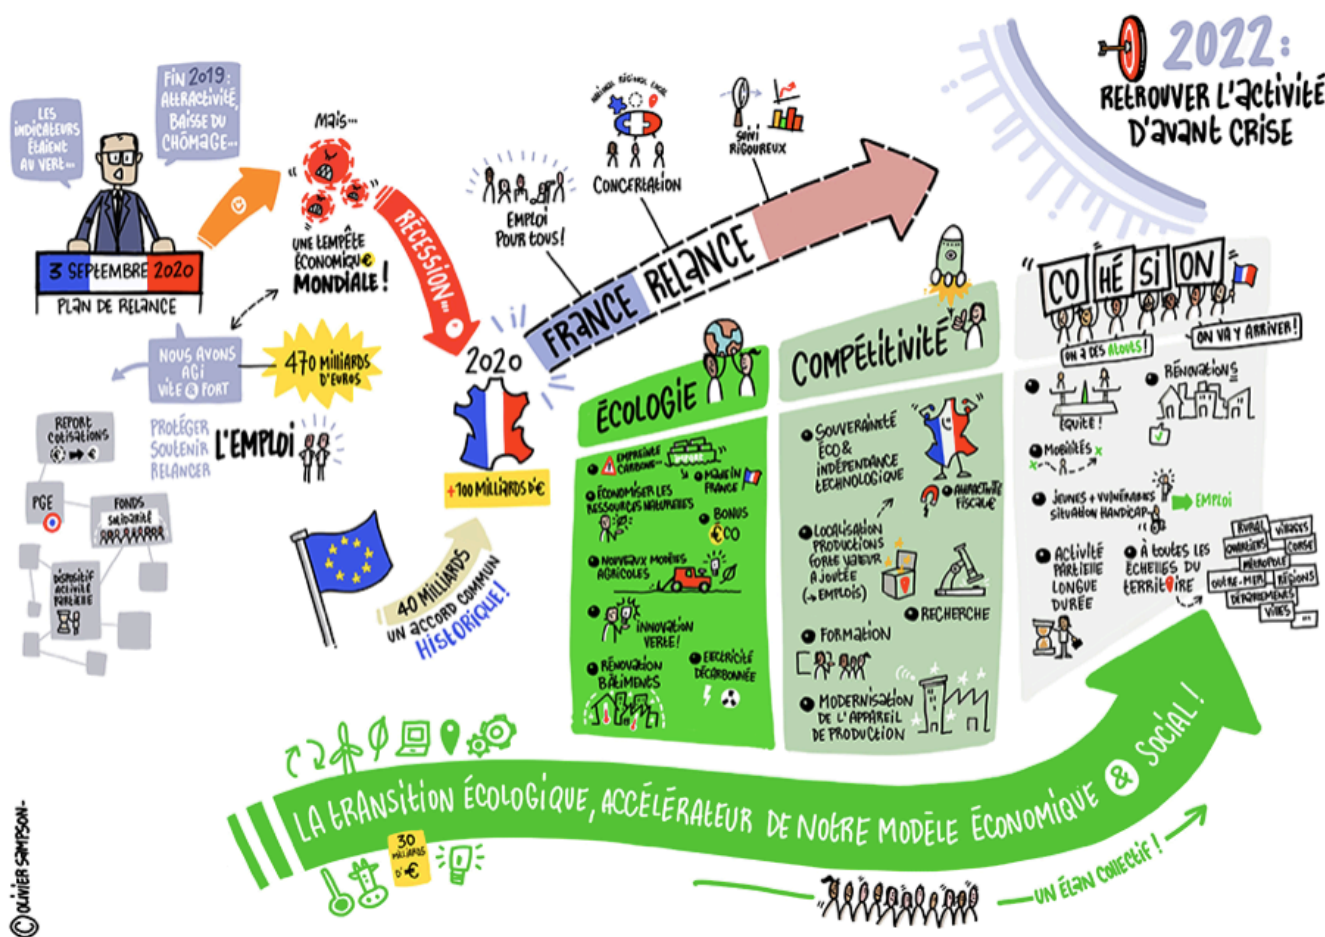 LES
INDICATEURS
ÉTAIENT
AU VERT...
FIN 2019:
ATTRACTIVITÉ,
BAISSE DU
CHÔMAGE...
3 SEPTEMBRE 2020
PLAN DE RELANCE
MAIS...
UNE TEMPÊTE
ÉCONOMIQU€
MONDIALE!
RÉCESSION...
NOUS AVONS
AGI
VITE & FORT
470 MILLIARDS
D'EUROS
PROTÉGER
SOUTENIR
RELANCER
L'EMPLOI
REPORT
COTISATIONS
€
PGE
FONDS
SOLIDARITÉ
DISPOSITIF
ACTIVITÉ
PARTIELLE
2020
+100 MILLIARDS D'€
40 MILLIARDS
UN ACCORD COMMUN
HISTORIQUE!
FRANCE RELANCE
EMPLOI
POUR TOUS!
NATIONAL RÉGIONAL LOCAL
CONCERTATION
SUIVI
RIGOUREUX
2022:
RETROUVER L'ACTIVITÉ
D'AVANT CRISE
ÉCOLOGIE
EMPREINTE
CARBONE...
IMPORT
MADE IN
FRANCE!
ÉCONOMISER LES
RESSOURCES NATURELLES
BONUS
ÉCO
NOUVEAUX MODÈLES
AGRICOLES
INNOVATION
VERTE!
RÉNOVATION
BÂTIMENTS
ELECTRICITÉ
DÉCARBONNÉE
COMPÉTITIVITÉ
SOUVERAINETÉ
ÉCO &
INDÉPENDANCE
TECHNOLOGIQUE
ATTRACTIVITÉ
FISCAL€
LOCALISATION
PRODUCTIONS
FORTE VALEUR
AJOUTÉE
(→ EMPLOIS)
RECHERCHE
FORMATION
MODERNISATION
DE L'APPAREIL
DE PRODUCTION
"COHÉSION"
ON A DES ATOUTS!
ON VA Y ARRIVER!
ÉQUITÉ!
RÉNOVATIONS
MOBILITÉS
JEUNES + VULNÉRABLES
SITUATION HANDICAP
EMPLOI
ACTIVITÉ
PARTIELLE
LONGUE
DURÉE
À TOUTES LES
ÉCHELLES DU
TERRITOIRE
RURAL
VILLAGES
QUARTIERS
CORSE
MÉTROPOLE
OUTRE-MER
RÉGIONS
DÉPARTEMENTS
VILLES
...
LA TRANSITION ÉCOLOGIQUE, ACCÉLÉRATEUR DE NOTRE MODÈLE ÉCONOMIQUE & SOCIAL!
30
MILLIARDS
D'€
UN ÉLAN COLLECTIF!
© OLIVIER SAMPSON-